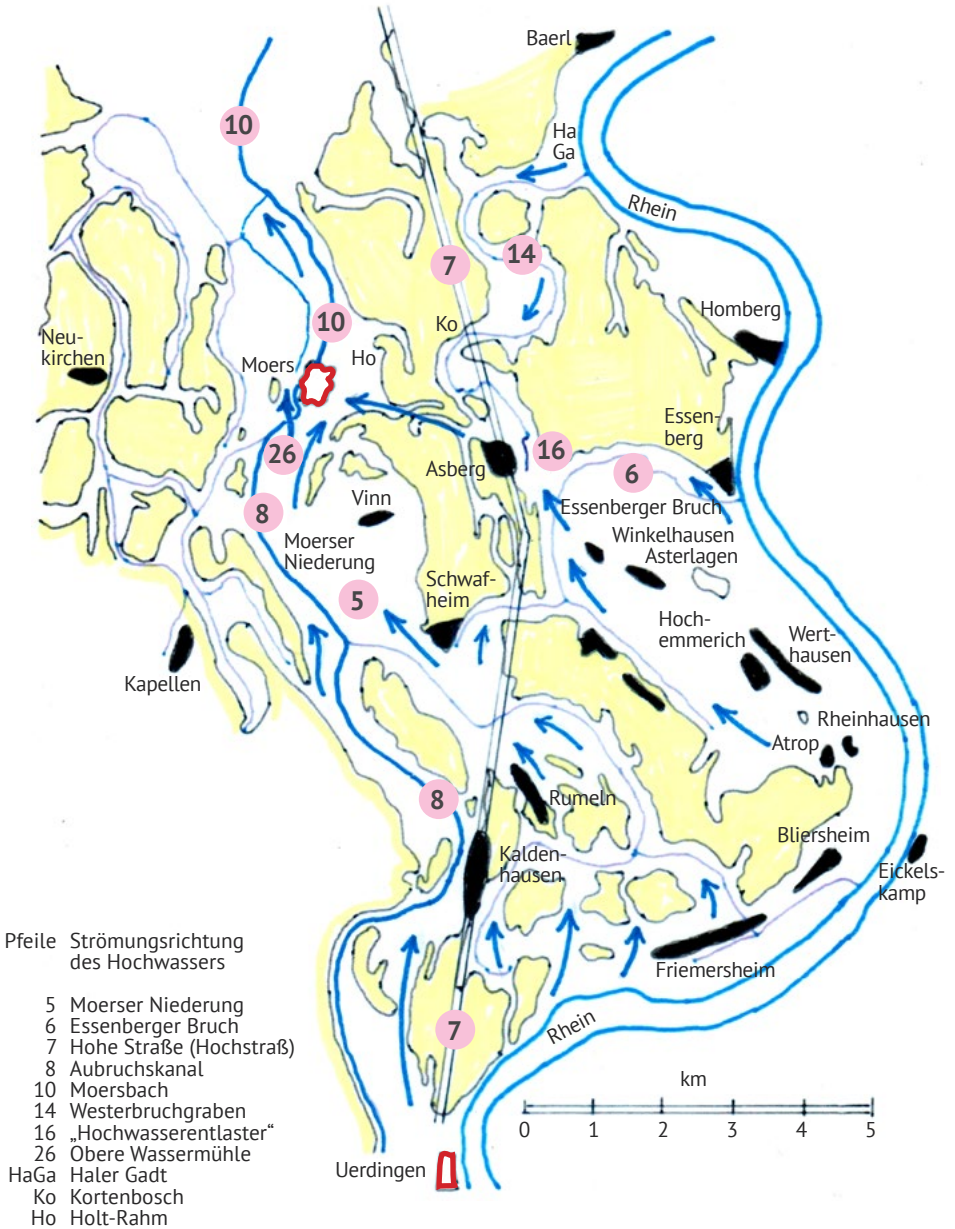 Baerl
10
Ha
Ga
Rhein
7
14
Homberg
10
Ko
Neu-
kirchen
Moers
Ho
Essen-
berg
26
Asberg
16
6
8
Vinn
Essenberger Bruch
Moerser
Niederung
Winkelhausen
Asterlagen
5
Schwaf-
heim
Hoch-
emmerich
Wert-
hausen
Kapellen
Rheinhausen
Atrop
8
Rumeln
Bliersheim
Kalden-
hausen
Eickels-
kamp
Friemersheim
7
Rhein
km
0 1 2 3 4 5
Uerdingen
Pfeile Strömungsrichtung
des Hochwassers
5 Moerser Niederung
6 Essenberger Bruch
7 Hohe Straße (Hochstraß)
8 Aubruchskanal
10 Moersbach
14 Westerbruchgraben
16 „Hochwasserentlaster“
26 Obere Wassermühle
HaGa Haler Gadt
Ko Kortenbosch
Ho Holt-Rahm